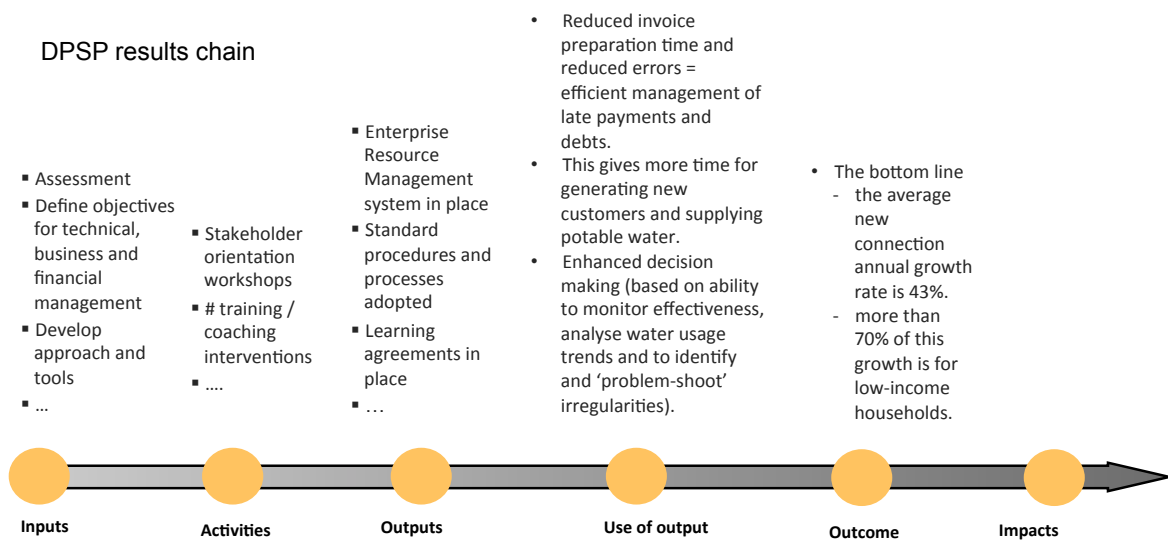 DPSP results chain
▪ Assessment
▪ Define objectives
for technical,
business and
financial
management
▪ Develop
approach and
tools
▪ ...
▪ Stakeholder
orientation
workshops
▪ # training /
coaching
interventions
▪ ....
▪ Enterprise
Resource
Management
system in place
▪ Standard
procedures and
processes
adopted
▪ Learning
agreements in
place
▪ ...
• Reduced invoice
preparation time and
reduced errors =
efficient management of
late payments and
debts.
• This gives more time for
generating new
customers and supplying
potable water.
• Enhanced decision
making (based on ability
to monitor effectiveness,
analyse water usage
trends and to identify
and ‘problem-shoot’
irregularities).
• The bottom line
- the average
new
connection
annual growth
rate is 43%.
- more than
70% of this
growth is for
low-income
households.
Inputs
Activities
Outputs
Use of output
Outcome
Impacts